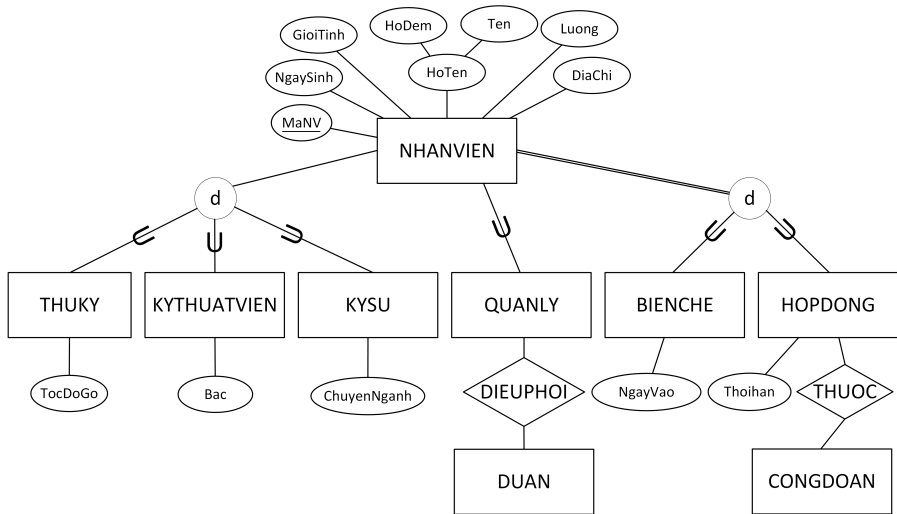 HoDem
Ten
GioiTinh
Luong
HoTen
NgaySinh
DiaChi
MaNV
NHANVIEN
d
d
THUKY
KYTHUATVIEN
KYSU
QUANLY
BIENCHE
HOPDONG
TocDoGo
Bac
ChuyenNganh
DIEUPHOI
NgayVao
Thoihan
THUOC
DUAN
CONGDOAN